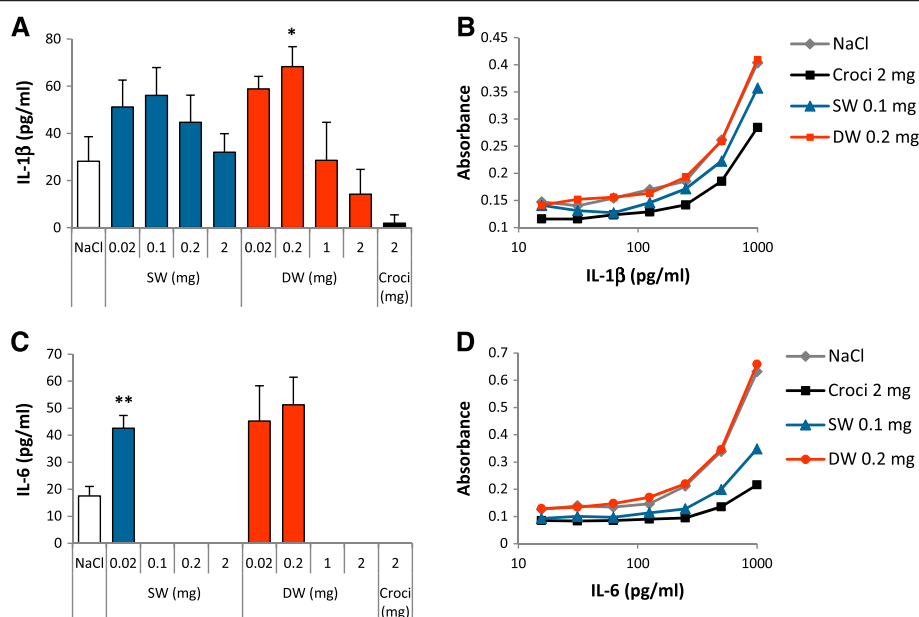 A
80
60
40
20
0
IL-1β (pg/ml)
*
NaCl 0.02 0.1 0.2 2 0.02 0.2 1 2 2
SW (mg) DW (mg) Croci
(mg)
B
0.45
0.4
0.35
0.3
0.25
0.2
0.15
0.1
Absorbance
10 100 1000
IL-1β (pg/ml)
NaCl
Croci 2 mg
SW 0.1 mg
DW 0.2 mg
C
70
60
50
40
30
20
10
0
IL-6 (pg/ml)
**
NaCl 0.02 0.1 0.2 2 0.02 0.2 1 2 2
SW (mg) DW (mg) Croci
(mg)
D
0.7
0.6
0.5
0.4
0.3
0.2
0.1
0
Absorbance
10 100 1000
IL-6 (pg/ml)
NaCl
Croci 2 mg
SW 0.1 mg
DW 0.2 mg